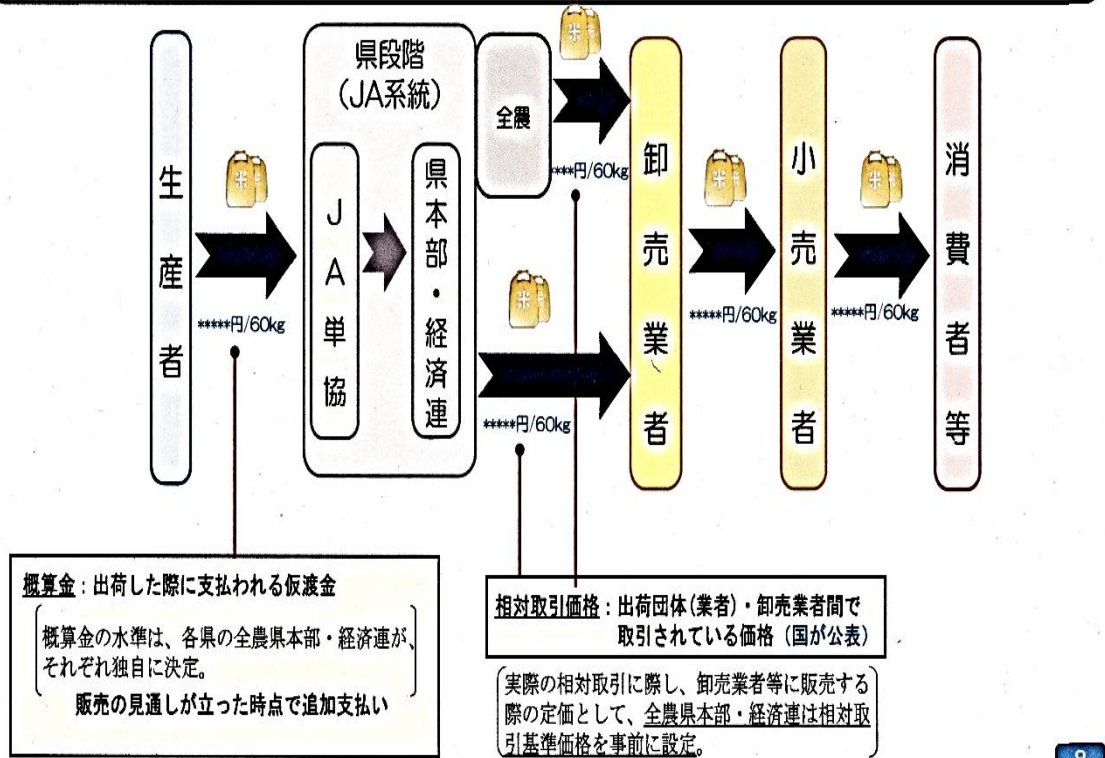 生産者
*****円/60kg
県段階
(JA系統)
JA単協
県本部・経済連
全農
****円/60kg
*****円/60kg
卸売業者
*****円/60kg
小売業者
*****円/60kg
消費者等
米
米
米
米
米
概算金:出荷した際に支払われる仮渡金
概算金の水準は、各県の全農県本部・経済連が、
それぞれ独自に決定。
販売の見通しが立った時点で追加支払い
相対取引価格:出荷団体(業者)・卸売業者間で
取引されている価格(国が公表)
実際の相対取引に際し、卸売業者等に販売する
際の定価として、全農県本部・経済連は相対取
引基準価格を事前に設定。